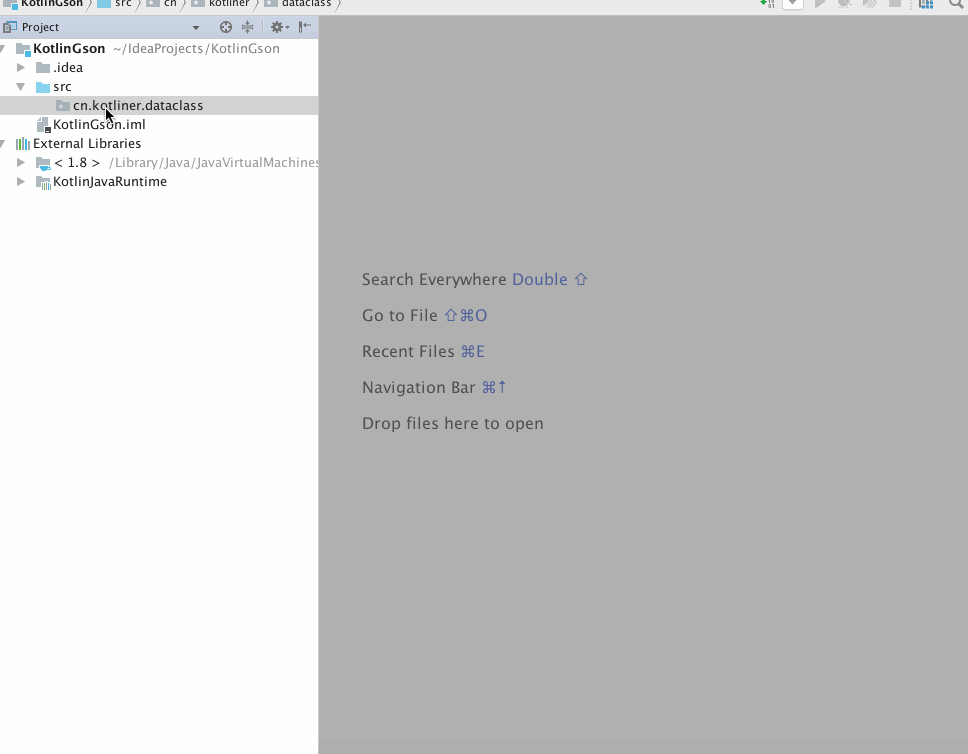 KotlinGson src cn kotliner dataclass
Project
KotlinGson ~/IdeaProjects/KotlinGson
.idea
src
cn.kotliner.dataclass
KotlinGson.iml
External Libraries
< 1.8 > /Library/Java/JavaVirtualMachines
KotlinJavaRuntime
Search Everywhere Double ⇧
Go to File ⇧⌘O
Recent Files ⌘E
Navigation Bar ⌘↑
Drop files here to open